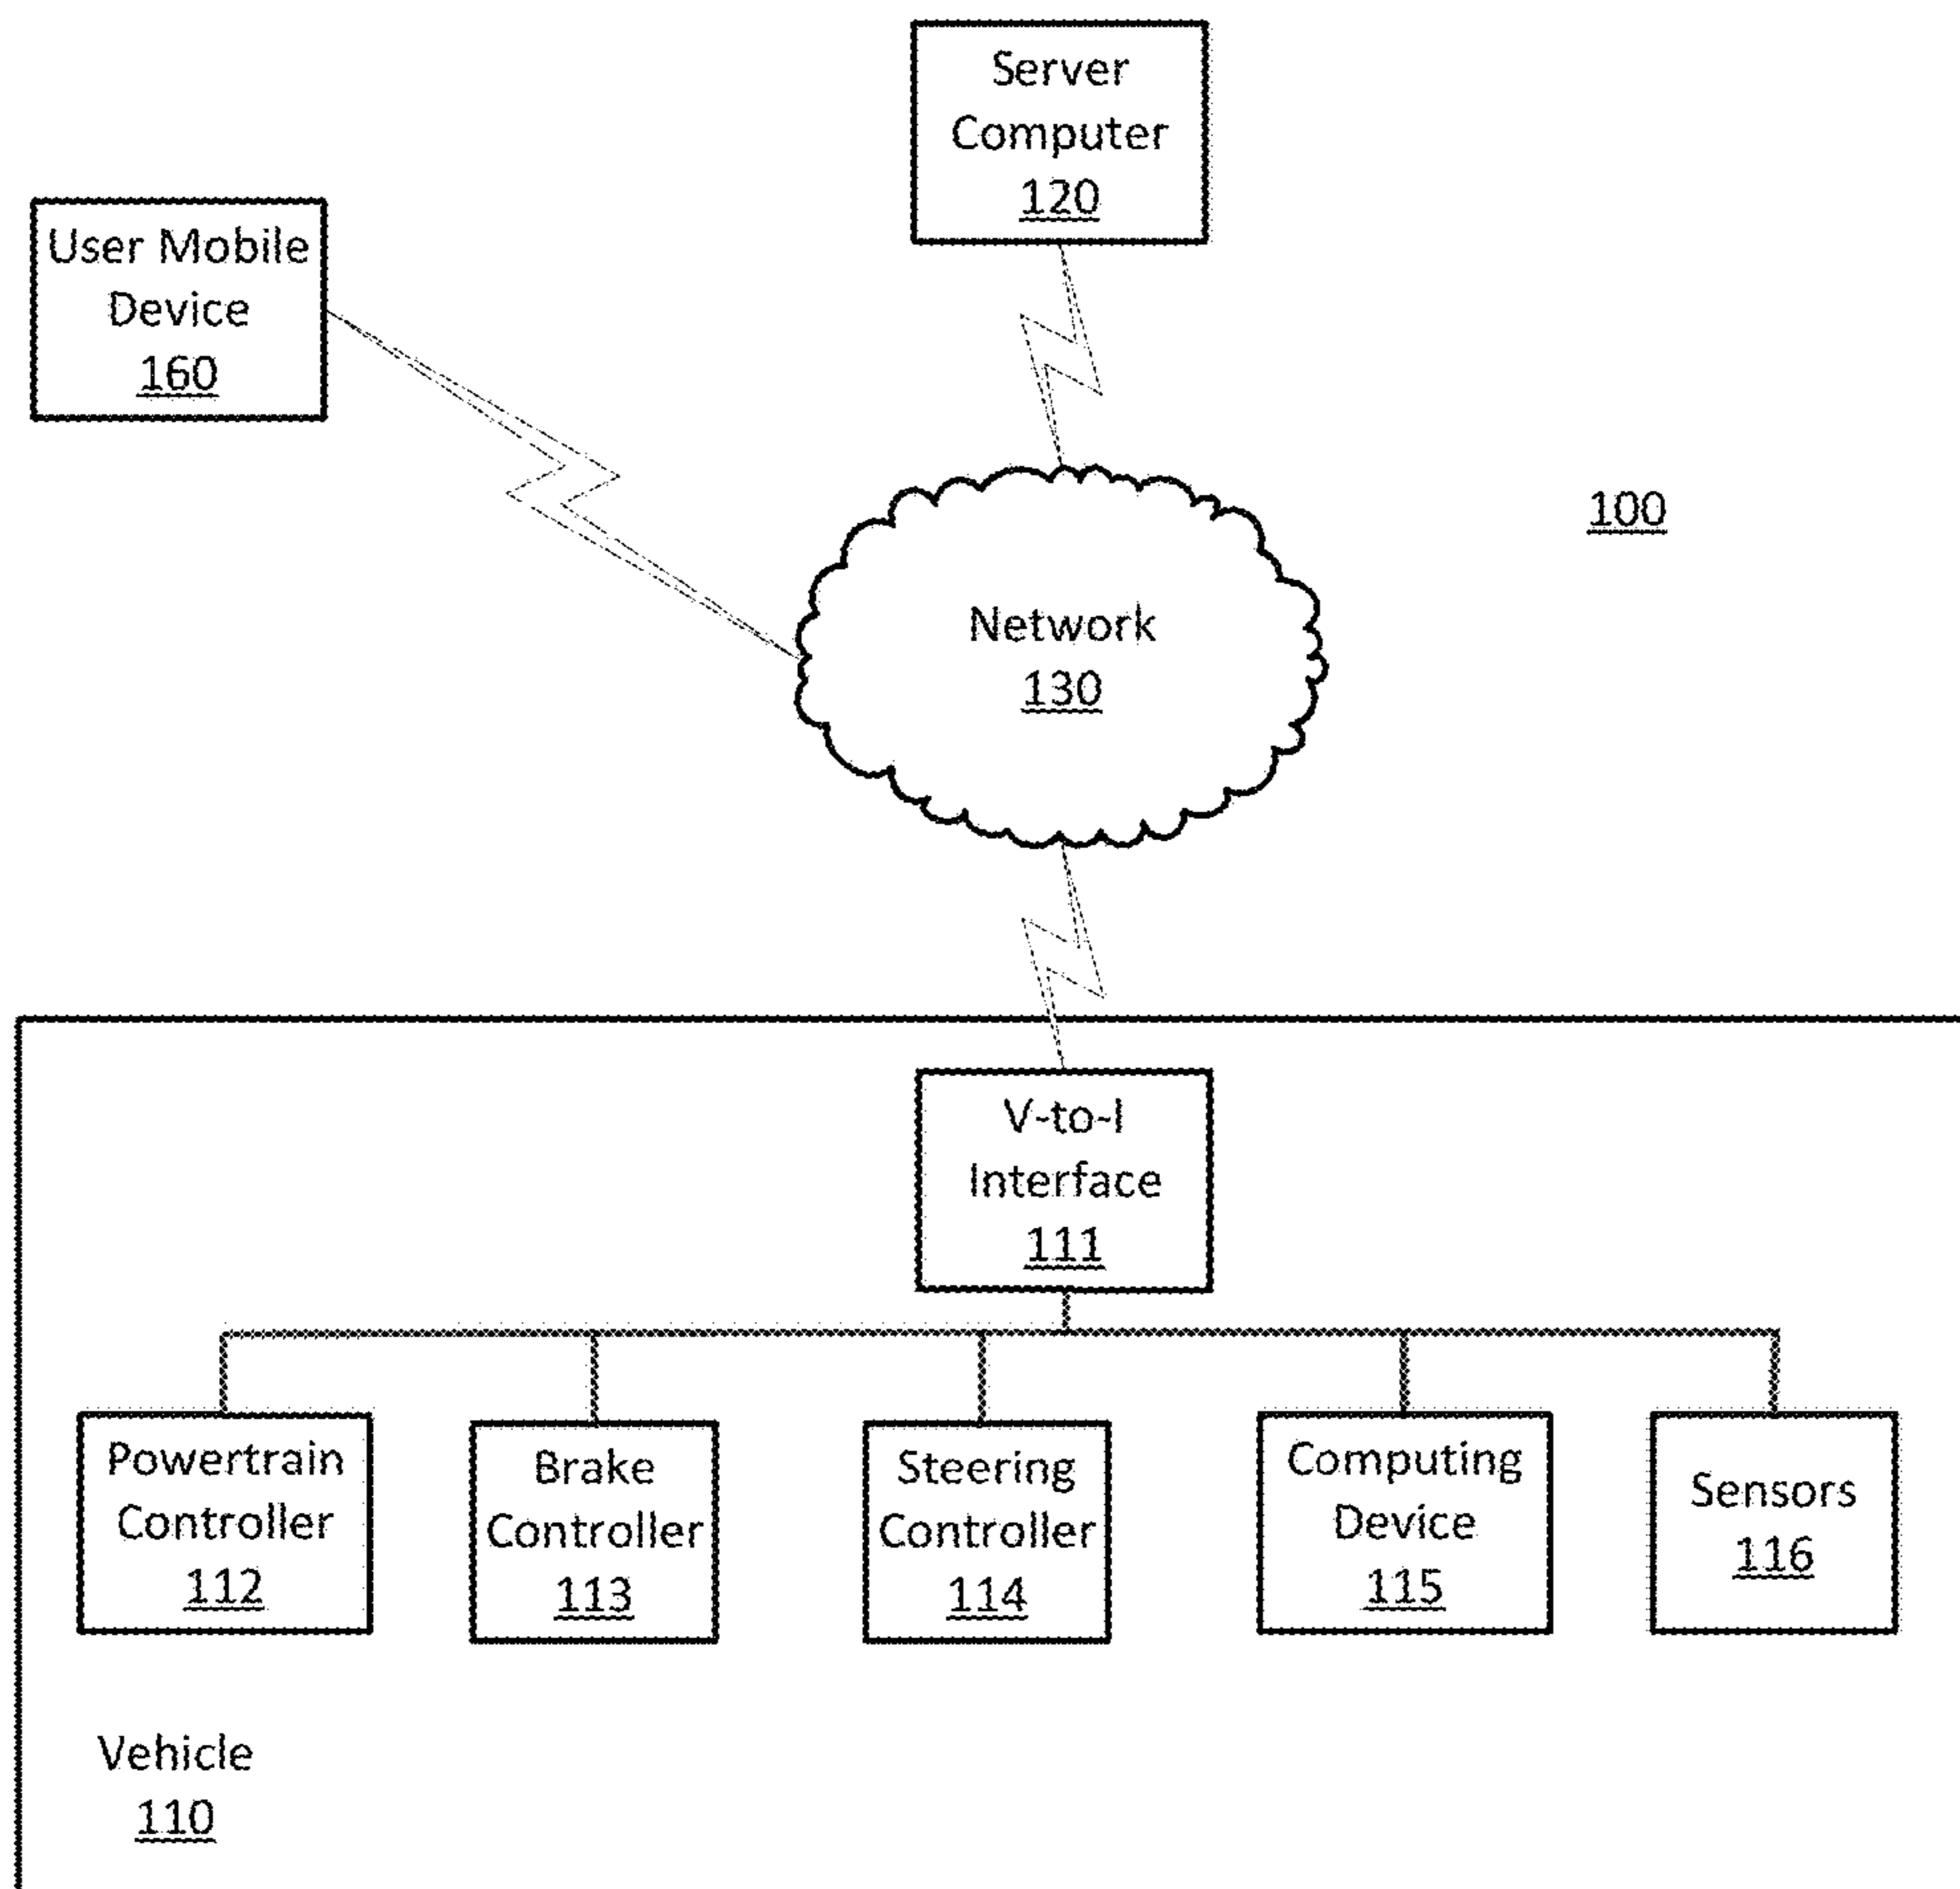 Server
Computer
120
User Mobile
Device
160
100
Network
130
V-to-I
Interface
111
Powertrain
Controller
112
Brake
Controller
113
Steering
Controller
114
Computing
Device
115
Sensors
116
Vehicle
110